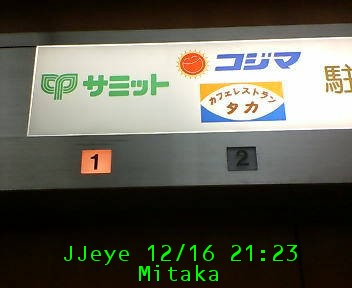 サミット
コジマ
カフェレストラン
タカ
駐
1
2
JJeye 12/16 21:23
Mitaka